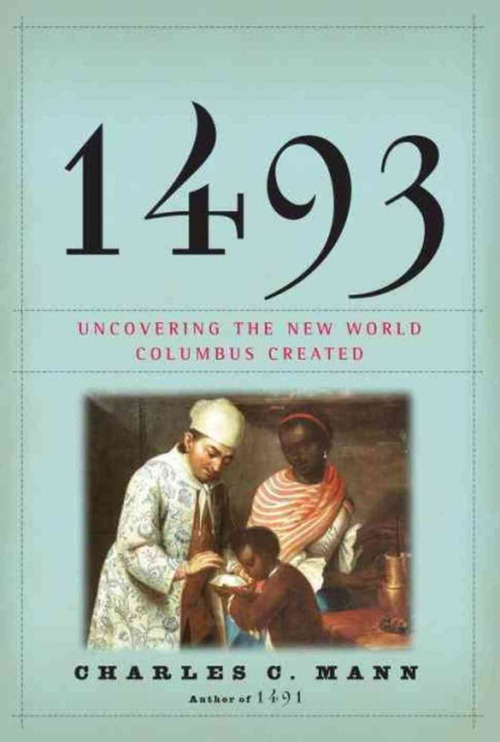 1493
UNCOVERING THE NEW WORLD
COLUMBUS CREATED
CHARLES C. MANN
Author of 1491